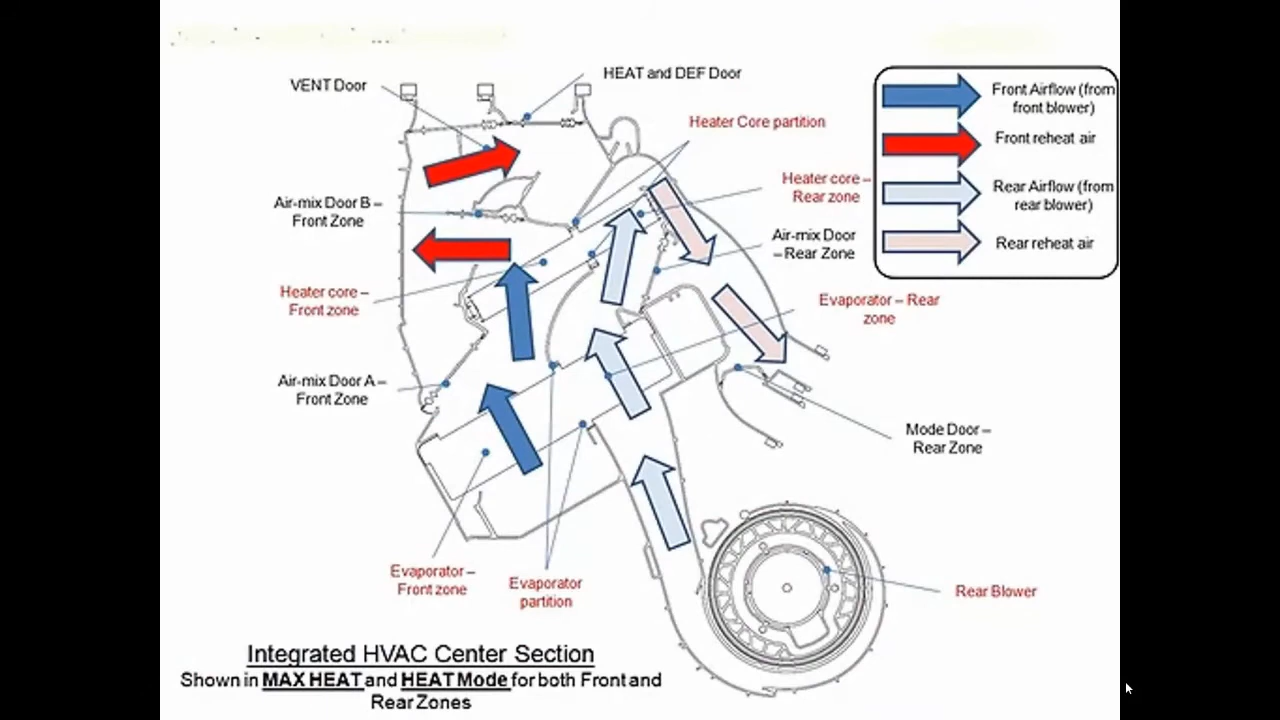 HEAT and DEF Door
VENT Door
Front Airflow (from
front blower)
Heater Core partition
Front reheat air
Heater core –
Rear zone
Rear Airflow (from
rear blower)
Air-mix Door B –
Front Zone
Air-mix Door
– Rear Zone
Rear reheat air
Heater core –
Front zone
Evaporator – Rear
zone
Air-mix Door A –
Front Zone
Mode Door –
Rear Zone
Evaporator –
Front zone
Evaporator
partition
Rear Blower
Integrated HVAC Center Section
Shown in MAX HEAT and HEAT Mode for both Front and
Rear Zones